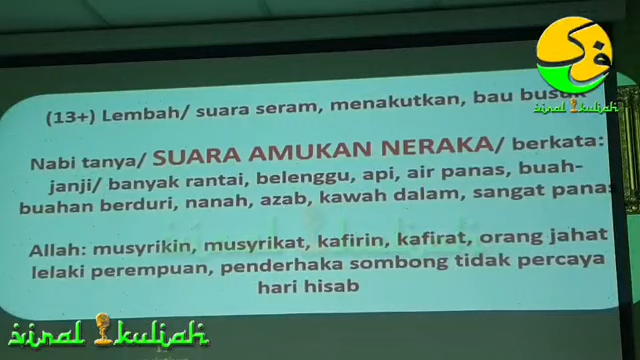 (13+) Lembah/ suara seram, menakutkan, bau busuk
viral kuliah
Nabi tanya/ SUARA AMUKAN NERAKA/ berkata:
janji/ banyak rantai, belenggu, api, air panas, buah-
buahan berduri, nanah, azab, kawah dalam, sangat panas
Allah: musyrikin, musyrikat, kafirin, kafirat, orang jahat
lelaki perempuan, penderhaka sombong tidak percaya
hari hisab
viral kuliah